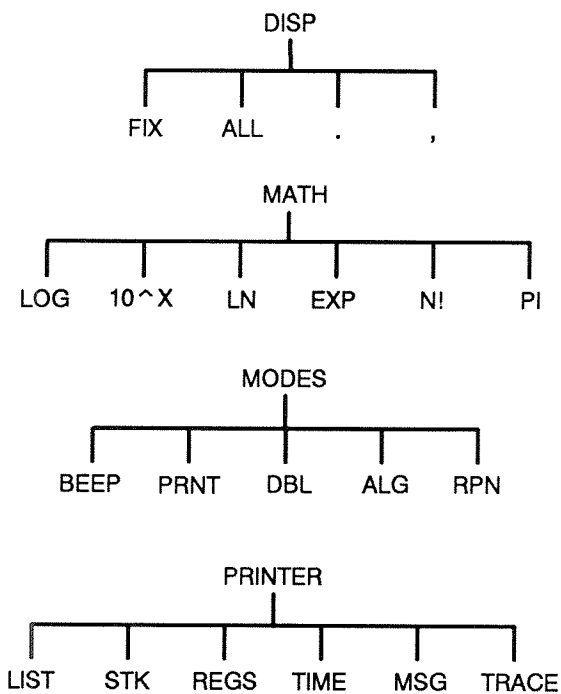 DISP
FIX ALL . ,
MATH
LOG 10^X LN EXP N! PI
MODES
BEEP PRNT DBL ALG RPN
PRINTER
LIST STK REGS TIME MSG TRACE